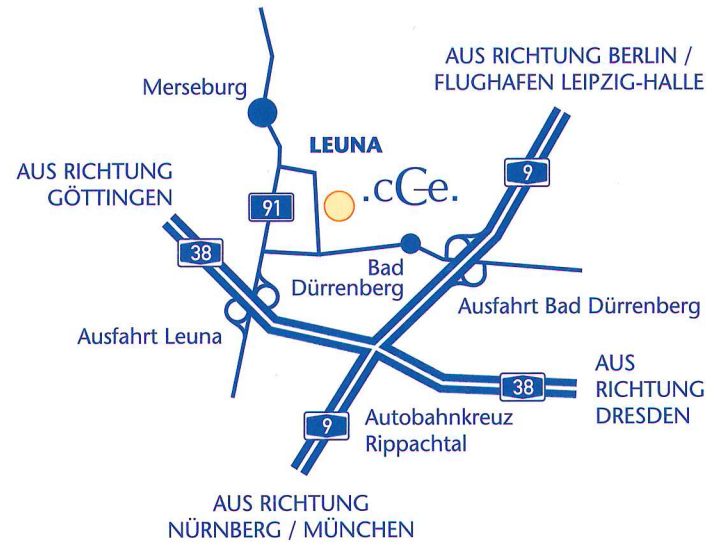 AUS RICHTUNG BERLIN /
FLUGHAFEN LEIPZIG-HALLE
Merseburg
LEUNA
.cCe.
AUS RICHTUNG
GÖTTINGEN
9
91
38
Bad
Dürrenberg
Ausfahrt Bad Dürrenberg
Ausfahrt Leuna
AUS
RICHTUNG
DRESDEN
38
9
Autobahnkreuz
Rippachtal
AUS RICHTUNG
NÜRNBERG / MÜNCHEN